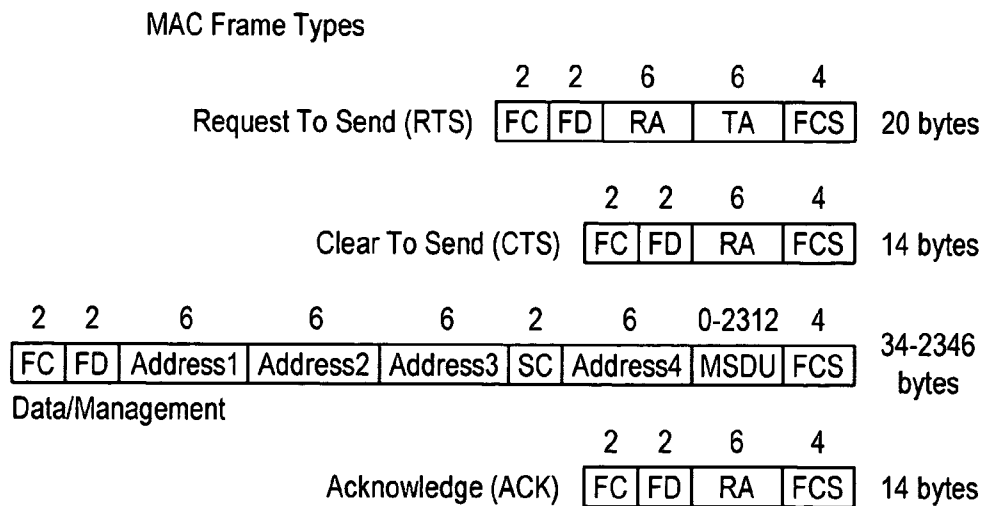 MAC Frame Types
2 2 6 6 4
Request To Send (RTS) FC FD RA TA FCS 20 bytes
2 2 6 4
Clear To Send (CTS) FC FD RA FCS 14 bytes
2 2 6 6 6 2 6 0-2312 4
FC FD Address1 Address2 Address3 SC Address4 MSDU FCS 34-2346 bytes
Data/Management
2 2 6 4
Acknowledge (ACK) FC FD RA FCS 14 bytes